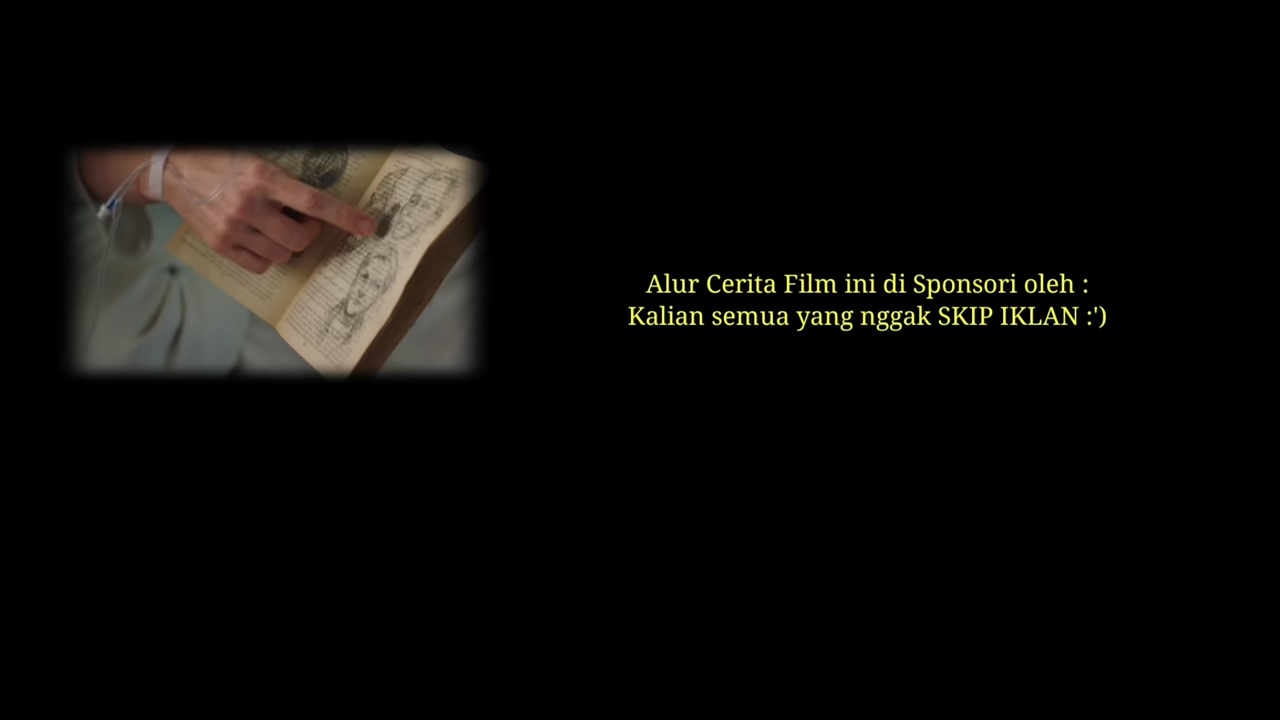 Alur Cerita Film ini di Sponsori oleh :
Kalian semua yang nggak SKIP IKLAN :')